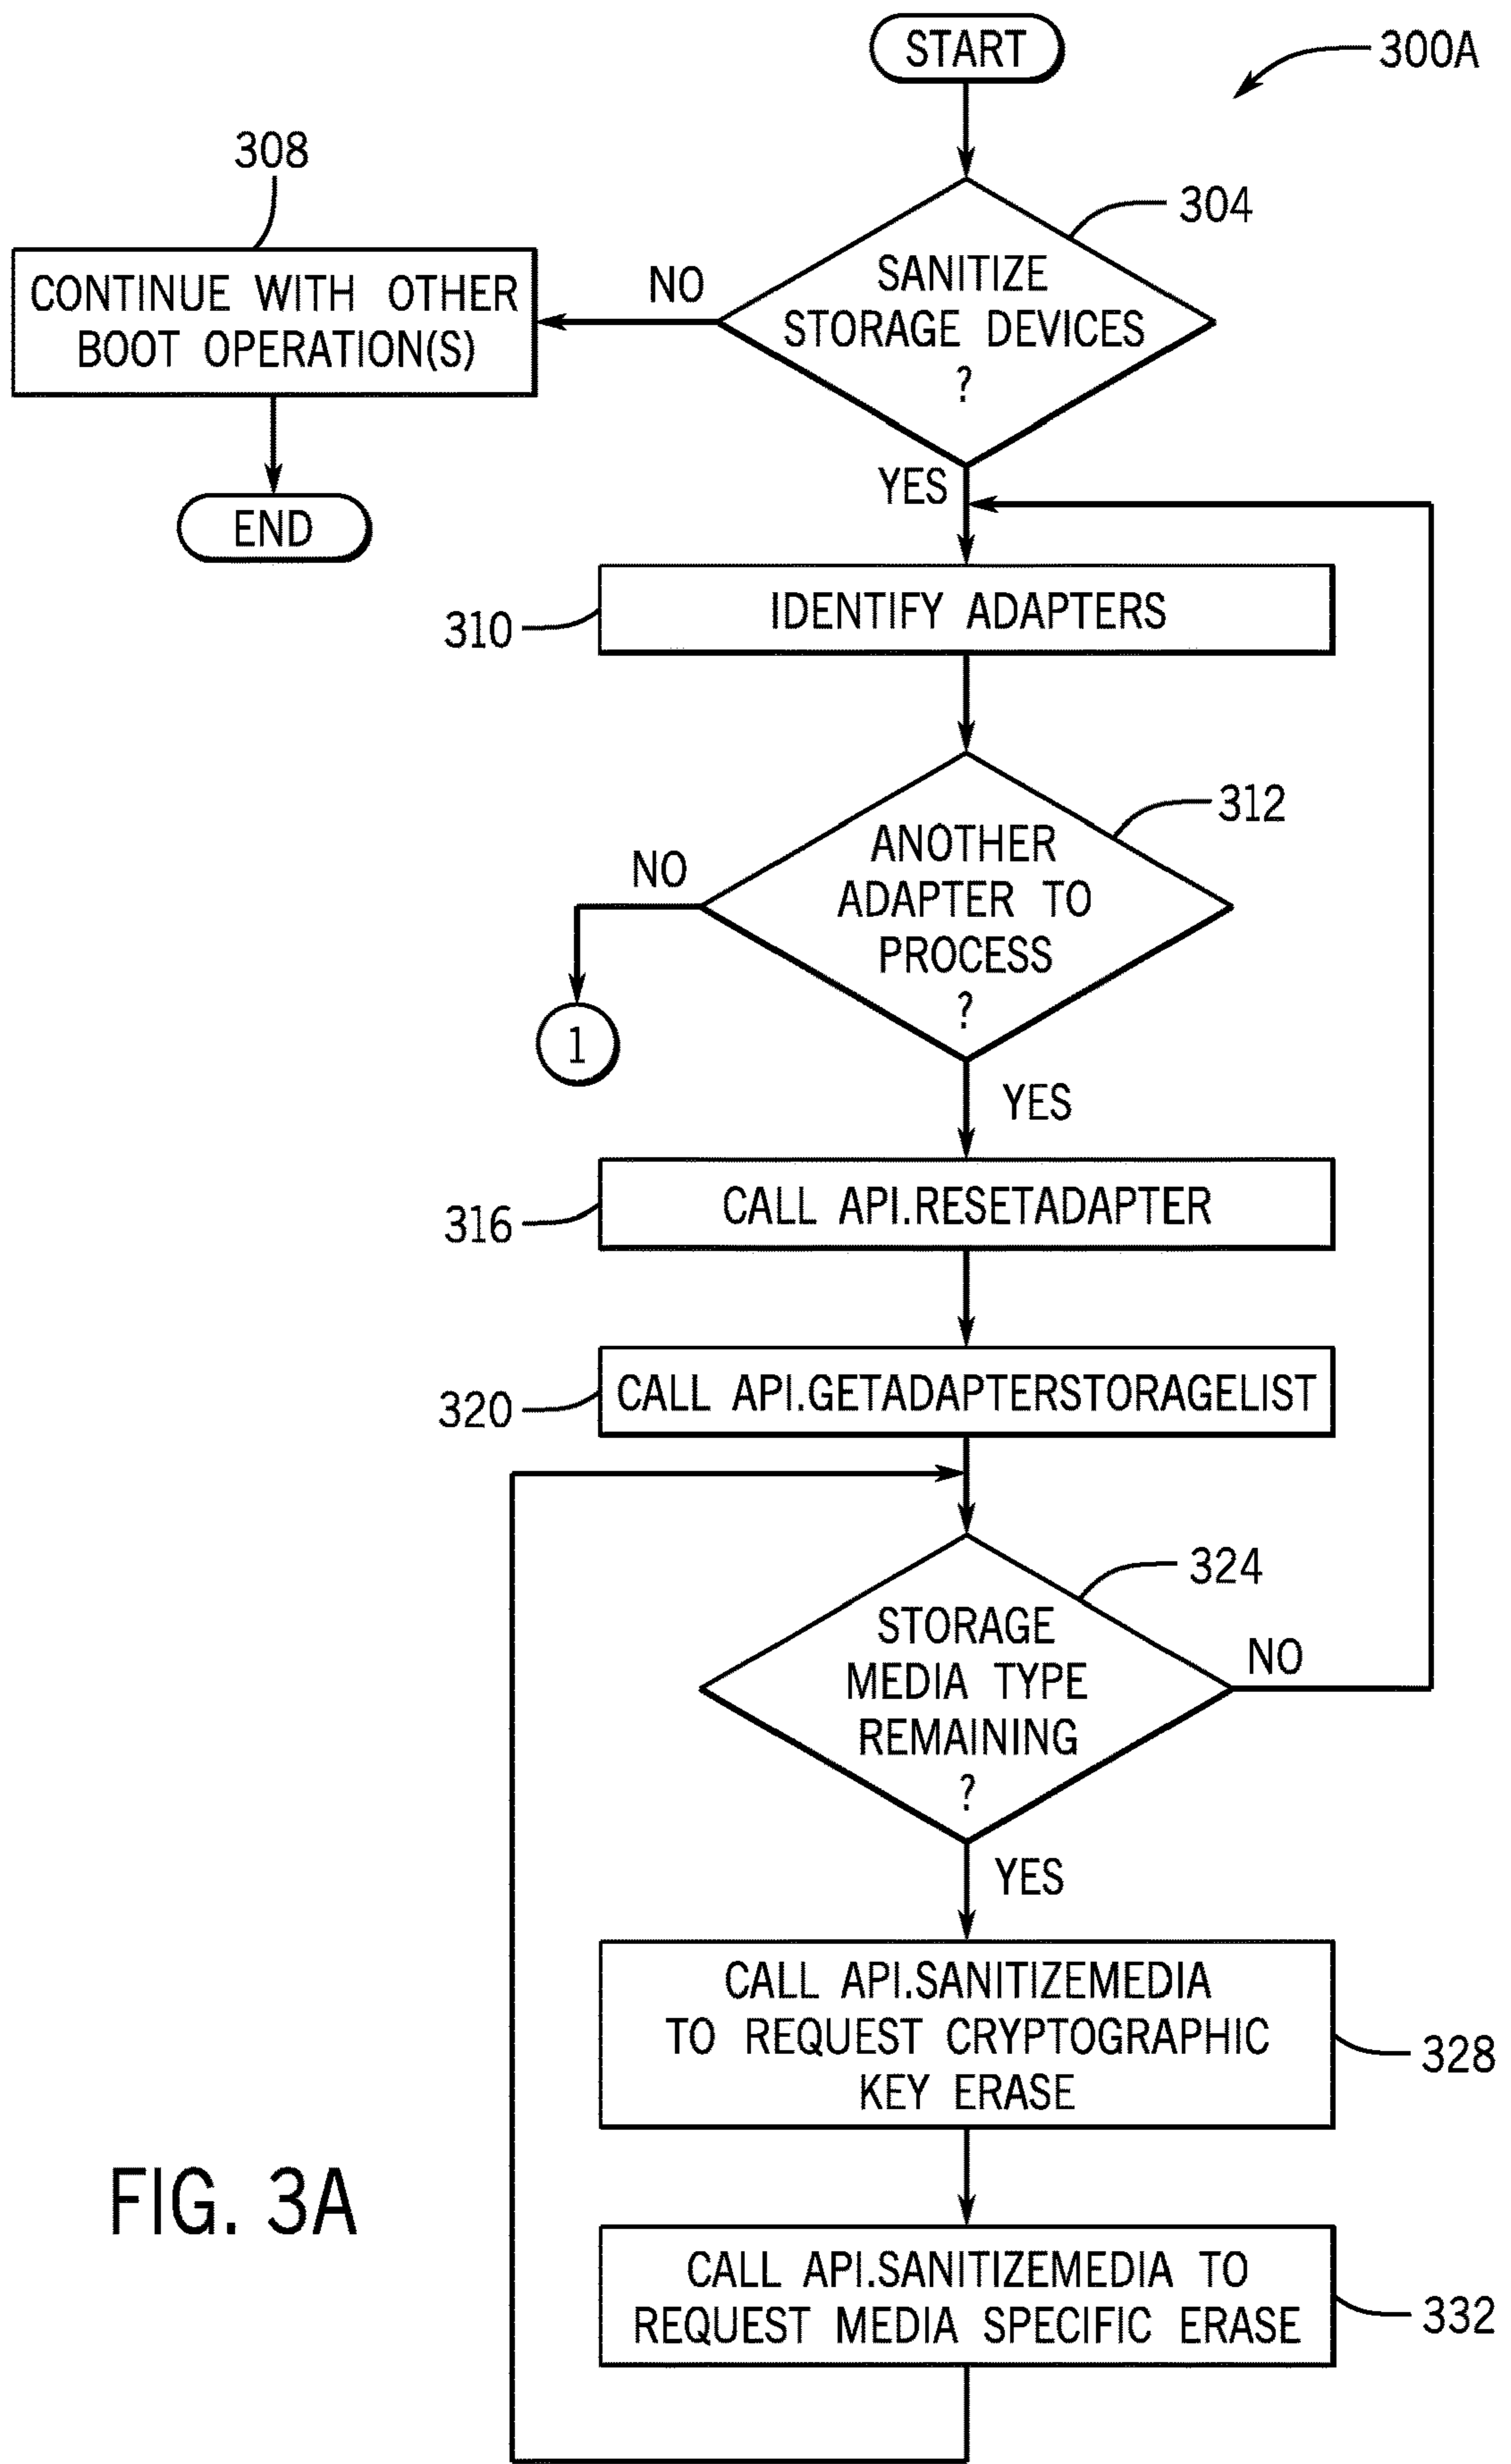 START
300A
308
304
CONTINUE WITH OTHER
BOOT OPERATION(S)
NO
SANITIZE
STORAGE DEVICES
?
YES
END
310
IDENTIFY ADAPTERS
312
NO
ANOTHER
ADAPTER TO
PROCESS
?
1
YES
316
CALL API.RESETADAPTER
320
CALL API.GETADAPTERSTORAGELIST
324
STORAGE
MEDIA TYPE
REMAINING
?
NO
YES
CALL API.SANITIZEMEDIA
TO REQUEST CRYPTOGRAPHIC
KEY ERASE
328
FIG. 3A
CALL API.SANITIZEMEDIA TO
REQUEST MEDIA SPECIFIC ERASE
332